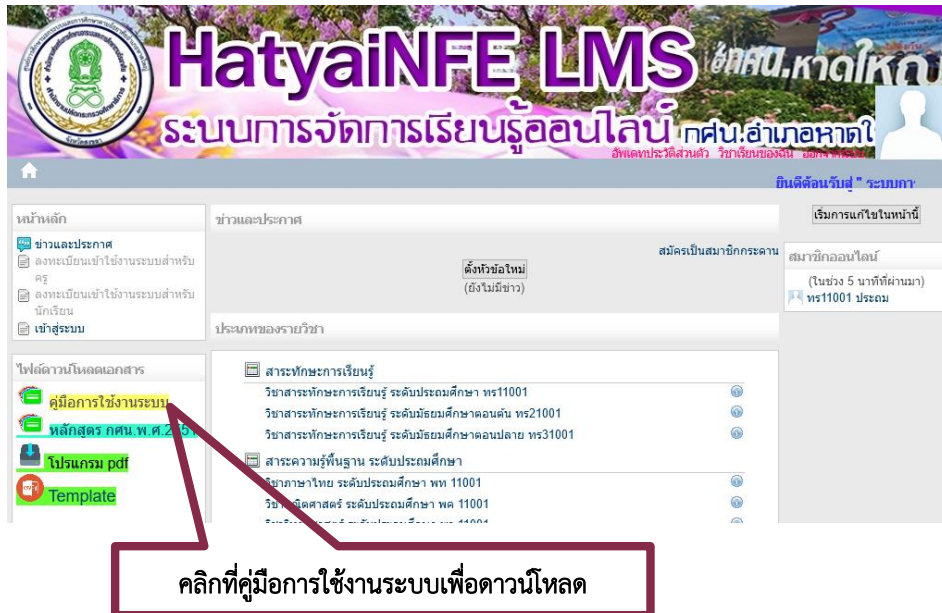 HatyaiNFE LMS
ระบบการจัดการเรียนรู้ออนไลน์ กศน.อำเภอหาดใ
กศน.หาดใหญ่
อัพเดทประวัติส่วนตัว วิชาเรียนของฉัน
ยินดีต้อนรับสู่ " ระบบกา
หน้าหลัก
ข่าวและประกาศ
ลงทะเบียนเข้าใช้งานระบบสำหรับ
ครู
ลงทะเบียนเข้าใช้งานระบบสำหรับ
นักเรียน
เข้าสู่ระบบ
ไฟล์ดาวน์โหลดเอกสาร
คู่มือการใช้งานระบบ
หลักสูตร กศน.พ.ศ.2551
โปรแกรม pdf
Template
ข่าวและประกาศ
สมัครเป็นสมาชิกกระดาน
ตั้งหัวข้อใหม่
(ยังไม่มีข่าว)
ประเภทของรายวิชา
สาระทักษะการเรียนรู้
วิชาสาระทักษะการเรียนรู้ ระดับประถมศึกษา ทร11001
วิชาสาระทักษะการเรียนรู้ ระดับมัธยมศึกษาตอนต้น ทร21001
วิชาสาระทักษะการเรียนรู้ ระดับมัธยมศึกษาตอนปลาย ทร31001
สาระความรู้พื้นฐาน ระดับประถมศึกษา
วิชาภาษาไทย ระดับประถมศึกษา พท 11001
วิชาคณิตศาสตร์ ระดับประถมศึกษา พค 11001
เริ่มการแก้ไขในหน้านี้
สมาชิกออนไลน์
(ในช่วง 5 นาทีที่ผ่านมา)
ทร11001 ประถม
คลิกที่คู่มือการใช้งานระบบเพื่อดาวน์โหลด